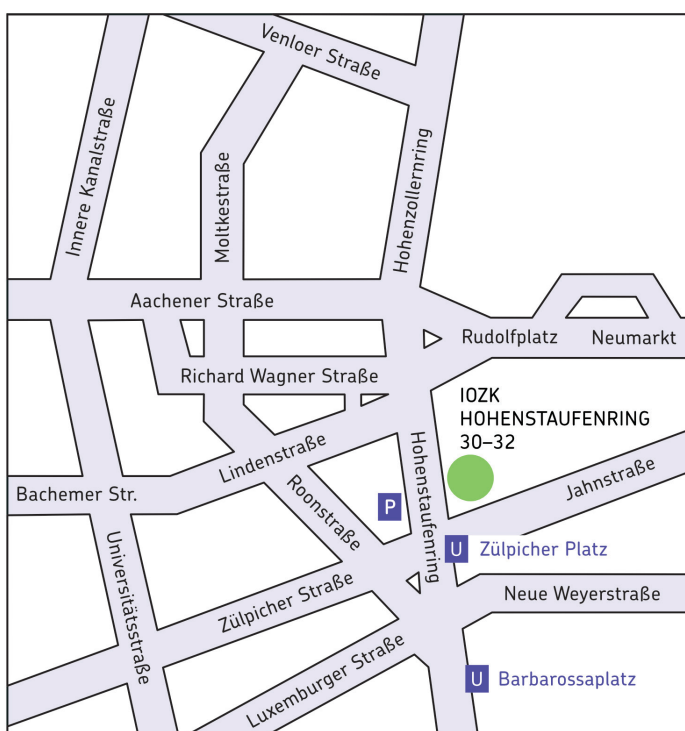 Venloer Straße
Innere Kanalstraße
Moltkestraße
Hohenzollernring
Aachener Straße
Rudolfplatz
Neumarkt
Richard Wagner Straße
IOZK
HOHENSTAUFENRING
30–32
Lindenstraße
Hohenstaufenring
Jahnstraße
Bachemer Str.
Roonstraße
P
U Zülpicher Platz
Universitätsstraße
Zülpicher Straße
Neue Weyerstraße
Luxemburger Straße
U Barbarossaplatz